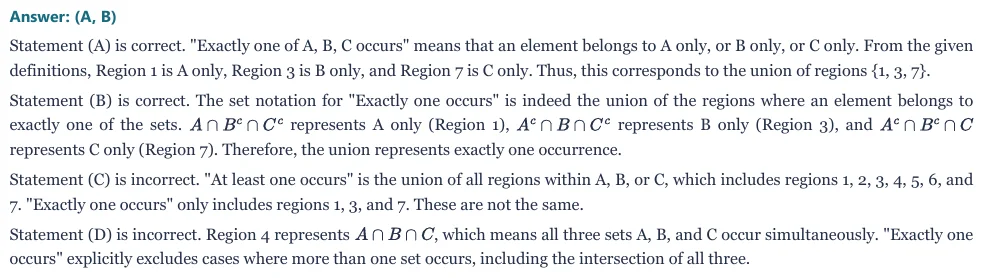 Answer: (A, B)
Statement (A) is correct. "Exactly one of A, B, C occurs" means that an element belongs to A only, or B only, or C only. From the given
definitions, Region 1 is A only, Region 3 is B only, and Region 7 is C only. Thus, this corresponds to the union of regions {1, 3, 7}.
Statement (B) is correct. The set notation for "Exactly one occurs" is indeed the union of the regions where an element belongs to
exactly one of the sets. A ∩ Bᶜ ∩ Cᶜ represents A only (Region 1), Aᶜ ∩ B ∩ Cᶜ represents B only (Region 3), and Aᶜ ∩ Bᶜ ∩ C
represents C only (Region 7). Therefore, the union represents exactly one occurrence.
Statement (C) is incorrect. "At least one occurs" is the union of all regions within A, B, or C, which includes regions 1, 2, 3, 4, 5, 6, and
7. "Exactly one occurs" only includes regions 1, 3, and 7. These are not the same.
Statement (D) is incorrect. Region 4 represents A ∩ B ∩ C, which means all three sets A, B, and C occur simultaneously. "Exactly one
occurs" explicitly excludes cases where more than one set occurs, including the intersection of all three.